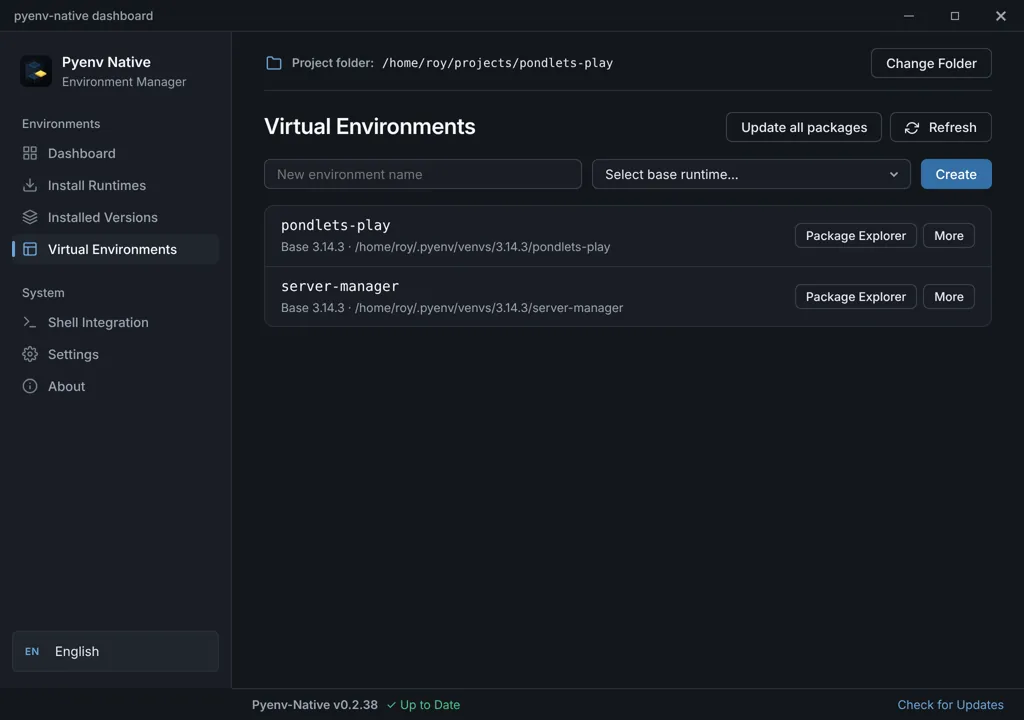 pyenv-native dashboard
Pyenv Native
Environment Manager
Environments
Dashboard
Install Runtimes
Installed Versions
Virtual Environments
System
Shell Integration
Settings
About
EN English
Project folder: /home/roy/projects/pondlets-play
Change Folder
Virtual Environments
Update all packages
Refresh
New environment name
Select base runtime...
Create
pondlets-play
Base 3.14.3 · /home/roy/.pyenv/venvs/3.14.3/pondlets-play
Package Explorer
More
server-manager
Base 3.14.3 · /home/roy/.pyenv/venvs/3.14.3/server-manager
Package Explorer
More
Pyenv-Native v0.2.38 ✓ Up to Date
Check for Updates